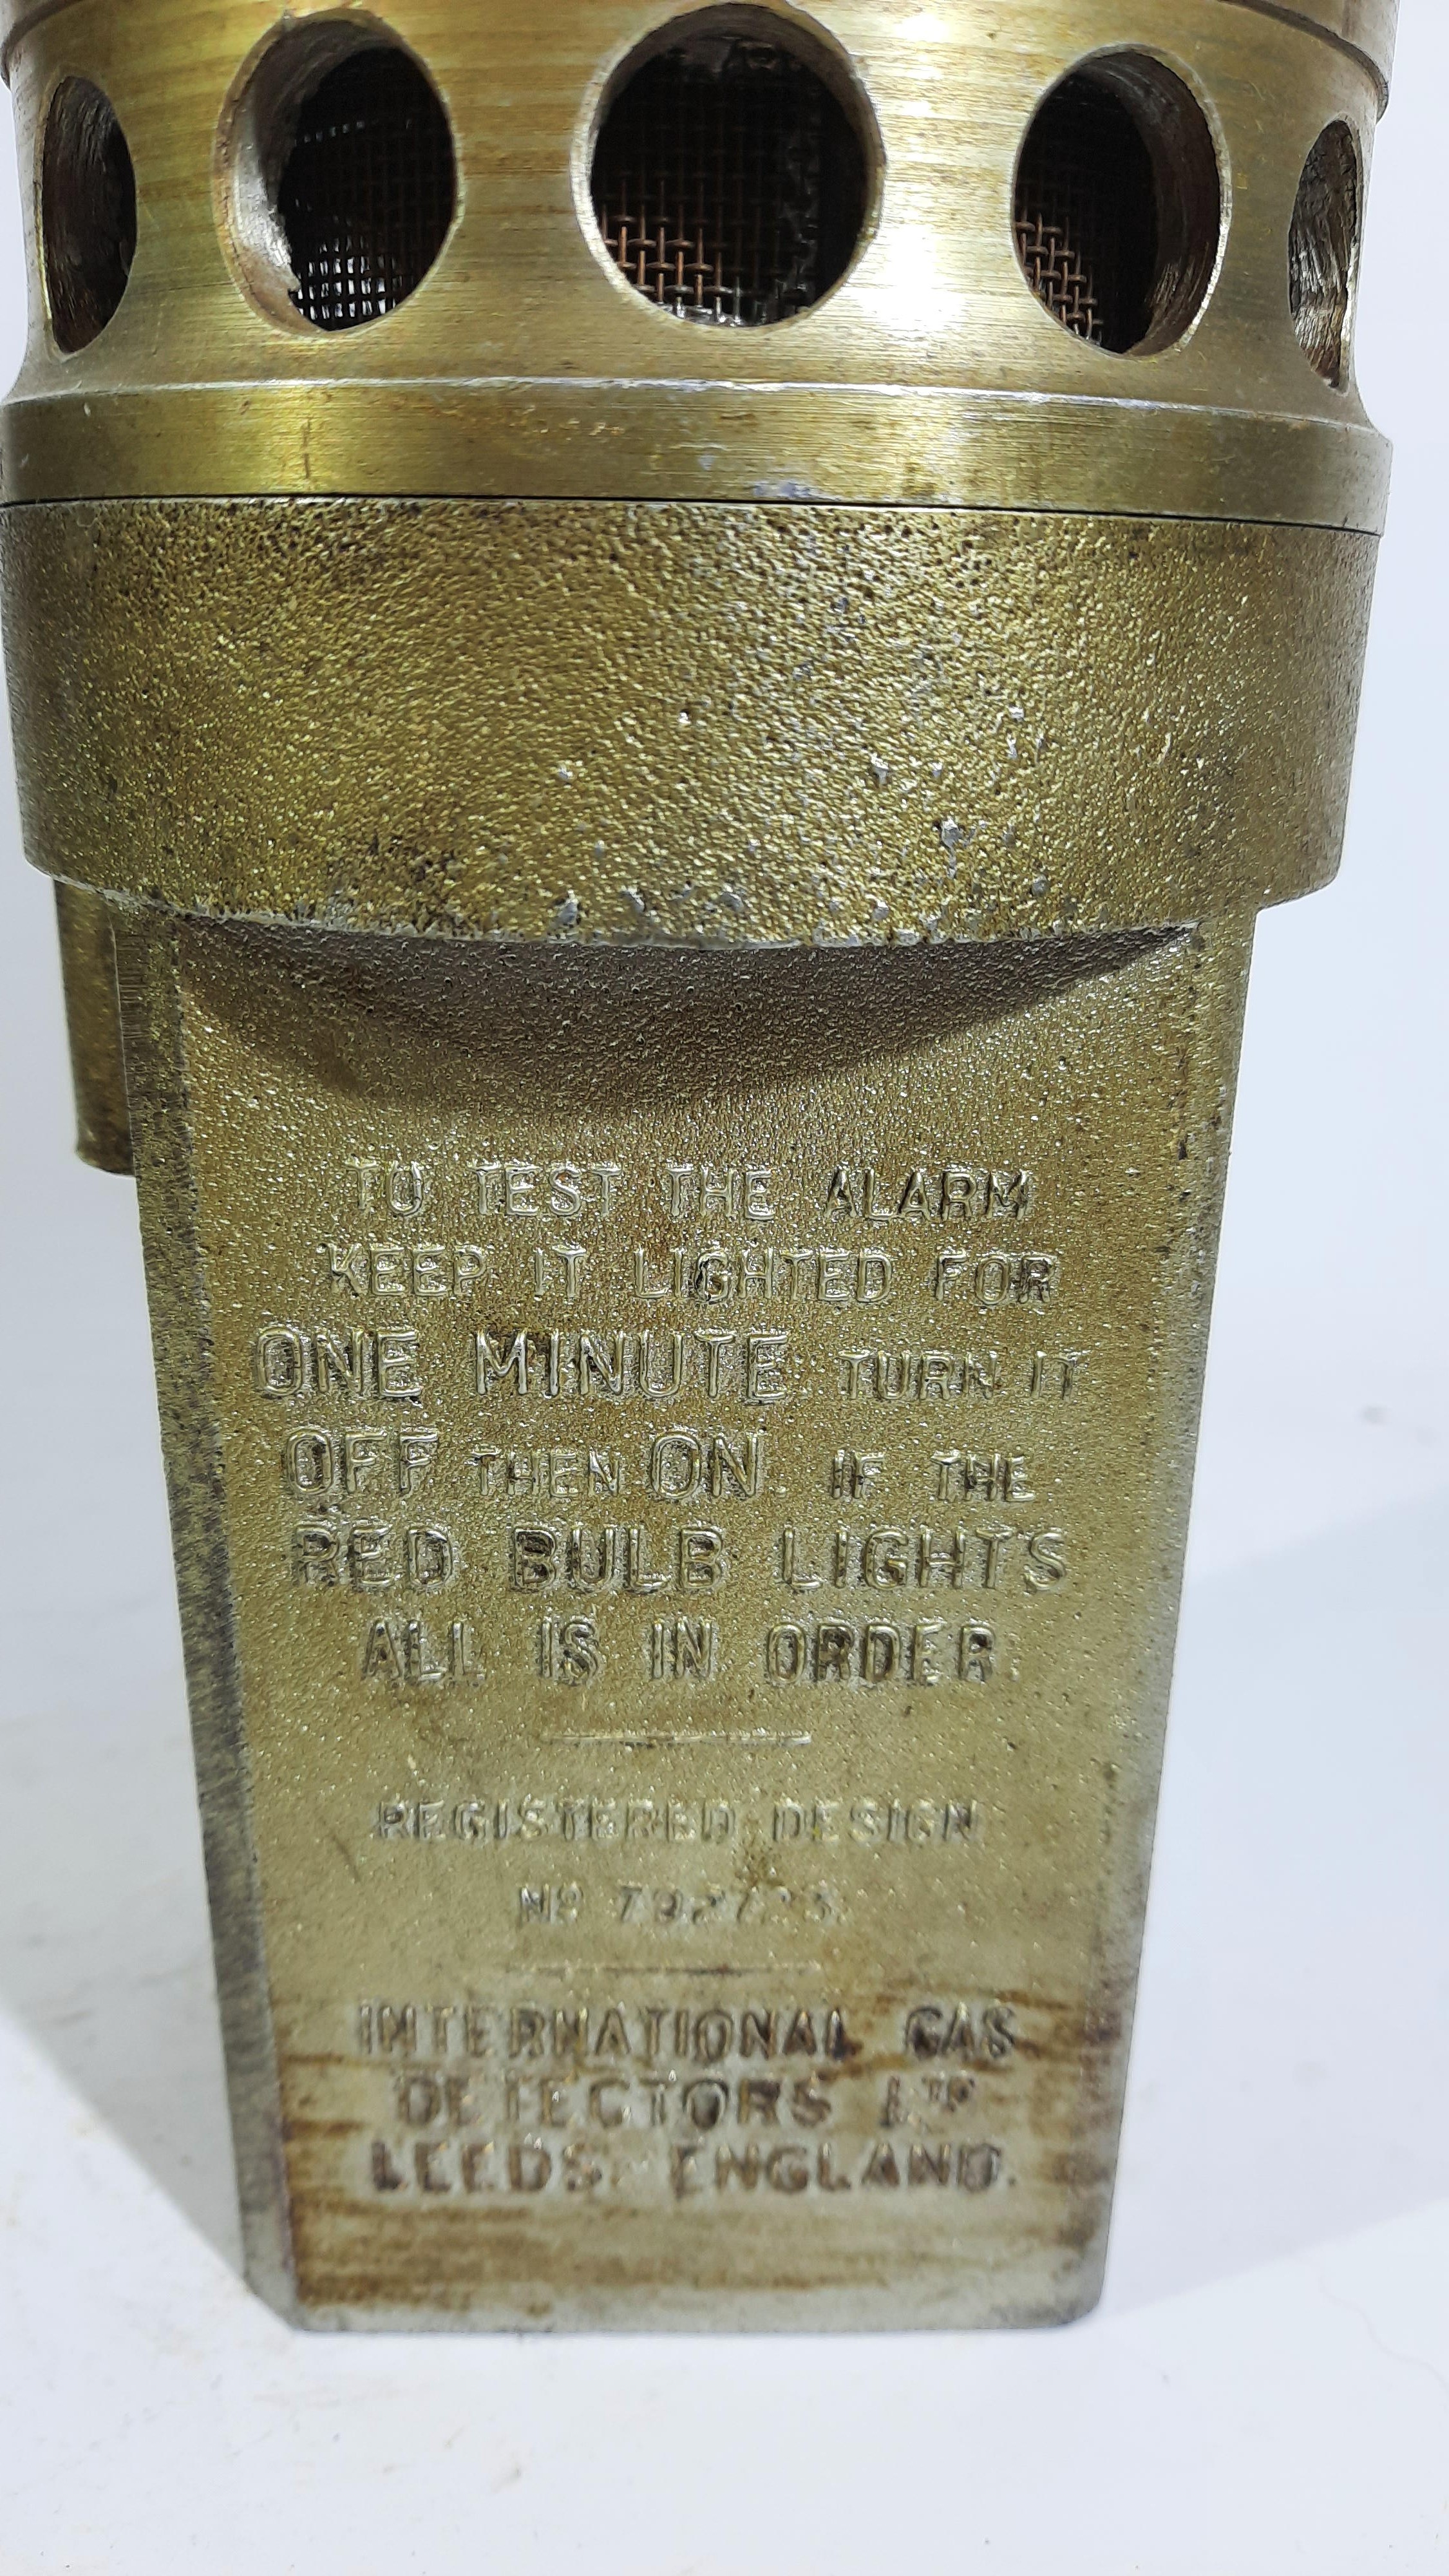 TO TEST THE ALARM
KEEP IT LIGHTED FOR
ONE MINUTE. TURN IT
OFF THEN ON. IF THE
RED BULB LIGHTS
ALL IS IN ORDER.
REGISTERED DESIGN
Nº
INTERNATIONAL GAS
DETECTORS LTD
LEEDS. ENGLAND.